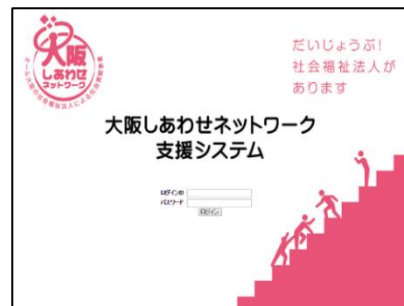 大阪
しあわせ
ネットワーク
だいじょうぶ!
社会福祉法人が
あります
大阪しあわせネットワーク
支援システム
ログインID
パスワード
ログイン